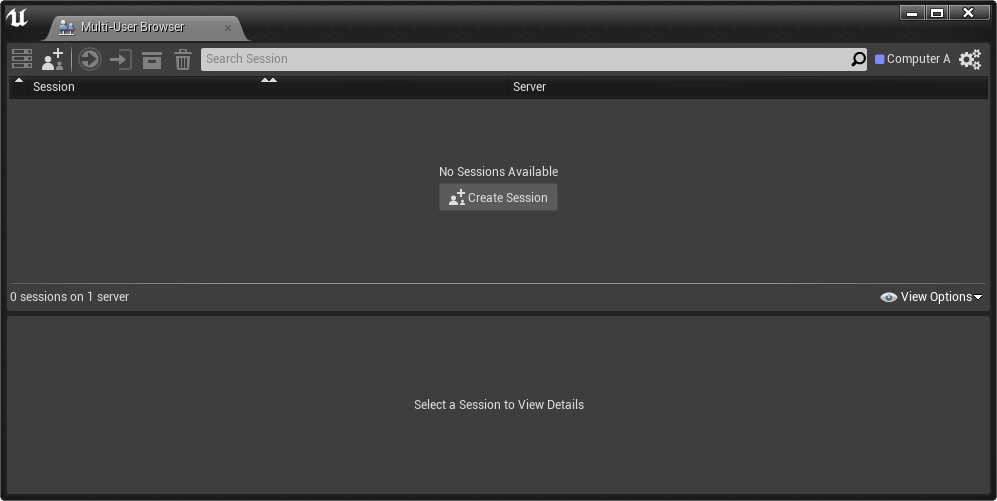 Multi-User Browser
Search Session
Computer A
Session
Server
No Sessions Available
Create Session
0 sessions on 1 server
View Options
Select a Session to View Details